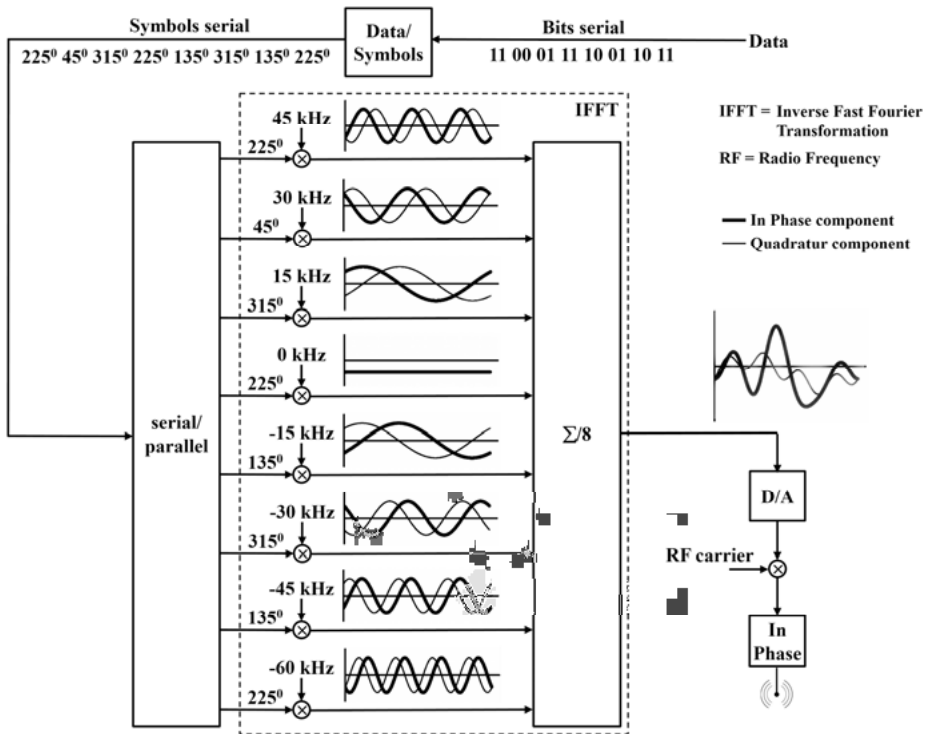 Symbols serial
225⁰ 45⁰ 315⁰ 225⁰ 135⁰ 315⁰ 135⁰ 225⁰
Data/
Symbols
Bits serial
11 00 01 11 10 01 10 11
Data
IFFT
IFFT = Inverse Fast Fourier
Transformation
RF = Radio Frequency
In Phase component
Quadratur component
serial/
parallel
45 kHz
225⁰
30 kHz
45⁰
15 kHz
315⁰
0 kHz
225⁰
-15 kHz
135⁰
-30 kHz
315⁰
-45 kHz
135⁰
-60 kHz
225⁰
Σ/8
D/A
RF carrier
In
Phase